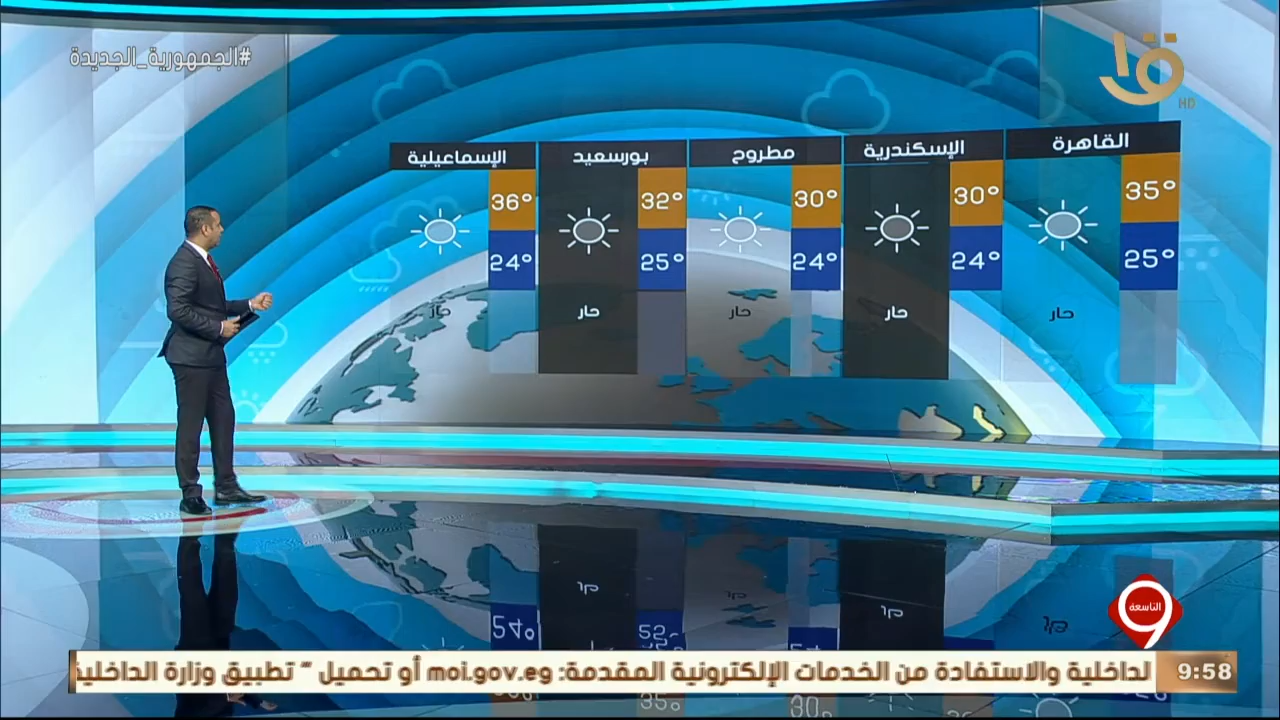 #الجمهورية_الجديدة
HD
القاهرة
35°
25°
حار
الإسكندرية
30°
24°
حار
مطروح
30°
24°
حار
بورسعيد
32°
25°
حار
الإسماعيلية
36°
24°
حار
التاسعة
9
9:58
لداخلية والاستفادة من الخدمات الإلكترونية المقدمة: moi.gov.eg أو تحميل " تطبيق وزارة الداخلية